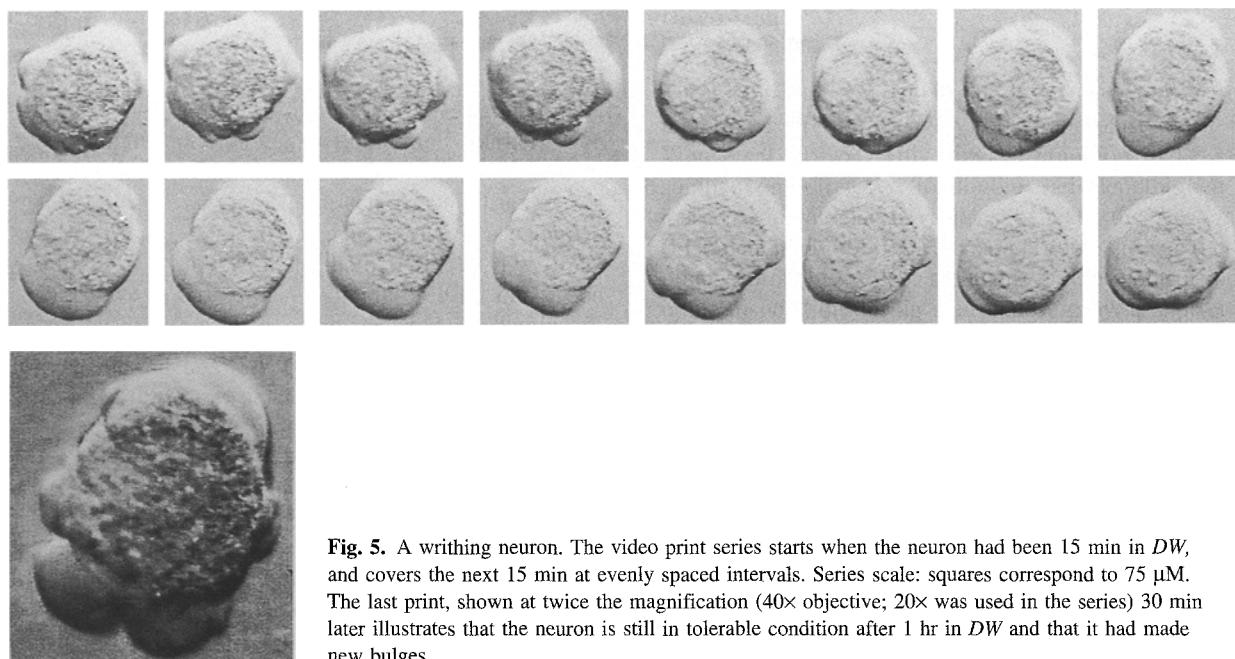 Fig. 5. A writhing neuron. The video print series starts when the neuron had been 15 min in DW,
and covers the next 15 min at evenly spaced intervals. Series scale: squares correspond to 75 μM.
The last print, shown at twice the magnification (40× objective; 20× was used in the series) 30 min
later illustrates that the neuron is still in tolerable condition after 1 hr in DW and that it had made
new bulges.